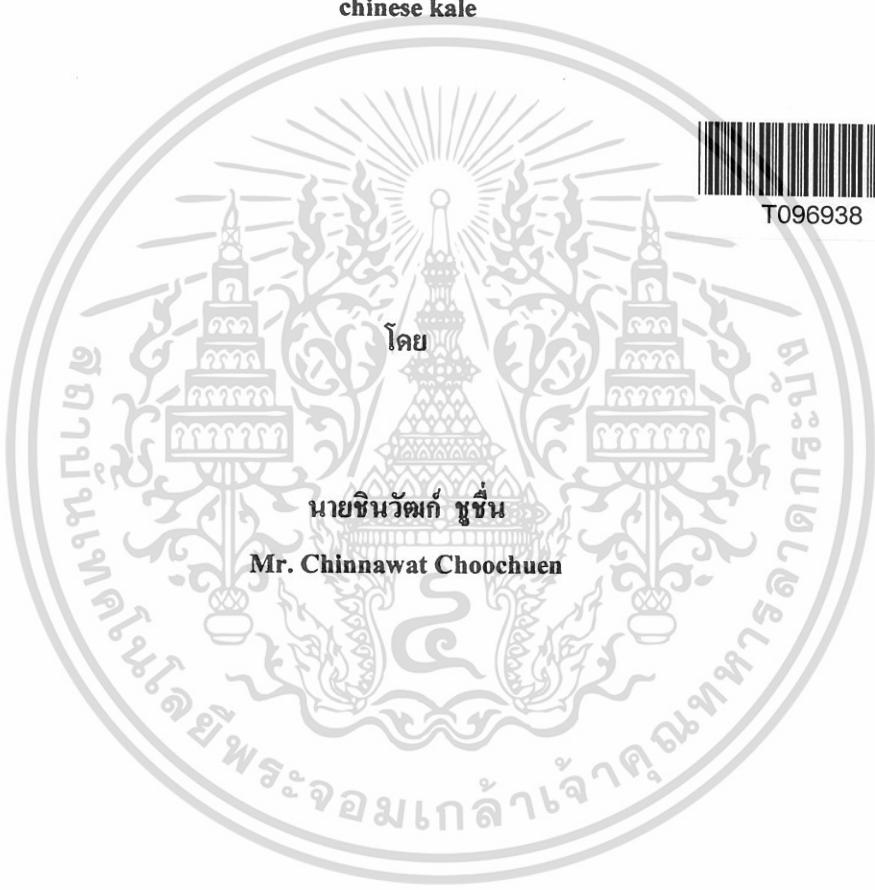 chinese kale
T096938
โดย
นายชินวัฒก์ ชูชื่น
Mr. Chinnawat Choochuen
สถาบันเทคโนโลยีพระจอมเกล้าเจ้าคุณทหารลาดกระบัง